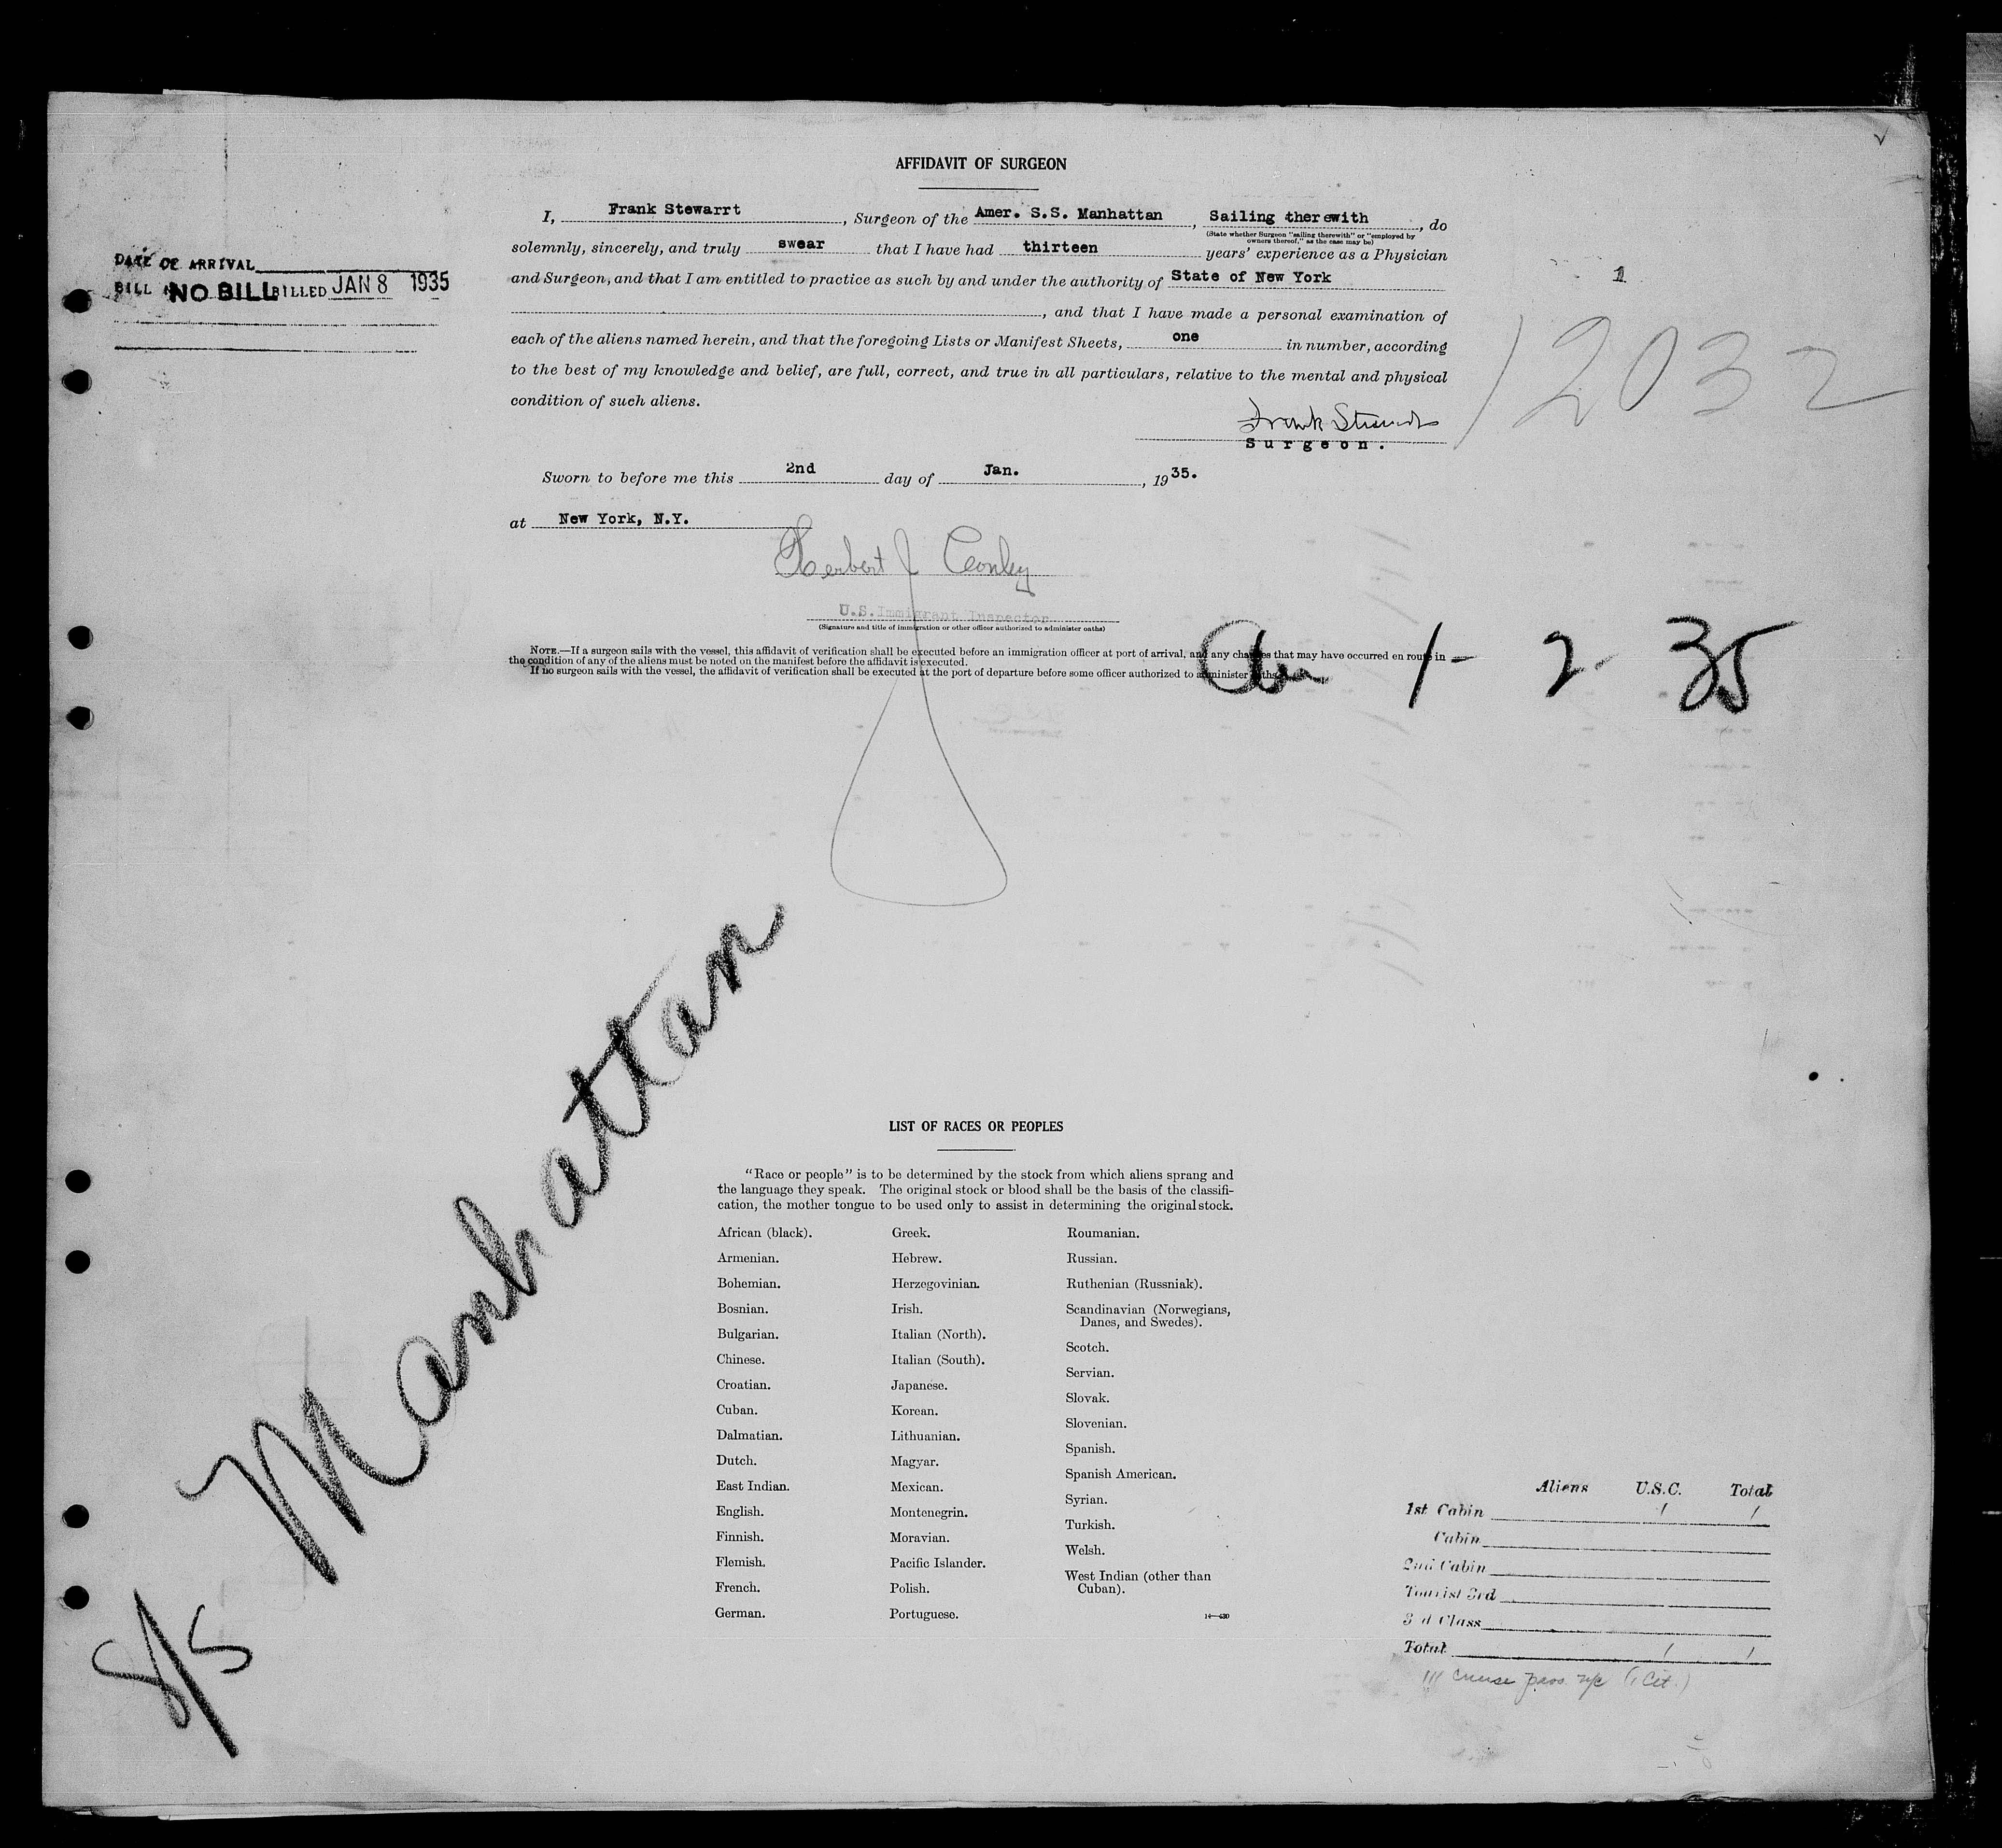 AFFIDAVIT OF SURGEON
I, Frank Stewarrt, Surgeon of the Amer. S.S. Manhattan, Sailing therewith, do
(State whether Surgeon "sailing therewith" or "employed by
owners thereof," as the case may be)
solemnly, sincerely, and truly swear that I have had thirteen years' experience as a Physician
and Surgeon, and that I am entitled to practice as such by and under the authority of State of New York
, and that I have made a personal examination of
each of the aliens named herein, and that the foregoing Lists or Manifest Sheets, one in number, according
to the best of my knowledge and belief, are full, correct, and true in all particulars, relative to the mental and physical
condition of such aliens.
Frank
Surgeon.
Sworn to before me this 2nd day of Jan., 1935.
at New York, N.Y.
Herbert J Conley
U.S. Immigrant Inspector
(Signature and title of immigration or other officer authorized to administer oaths)
NOTE.—If a surgeon sails with the vessel, this affidavit of verification shall be executed before an immigration officer at port of arrival, and any changes that may have occurred en route in
the condition of any of the aliens must be noted on the manifest before the affidavit is executed.
If no surgeon sails with the vessel, the affidavit of verification shall be executed at the port of departure before some officer authorized to administer oaths.
DATE OF ARRIVAL
BILL NO BILL BILLED JAN 8 1935
1
12032
1-2-35
S/S Manhattan
LIST OF RACES OR PEOPLES
"Race or people" is to be determined by the stock from which aliens sprang and
the language they speak. The original stock or blood shall be the basis of the classifi-
cation, the mother tongue to be used only to assist in determining the original stock.
African (black).
Armenian.
Bohemian.
Bosnian.
Bulgarian.
Chinese.
Croatian.
Cuban.
Dalmatian.
Dutch.
East Indian.
English.
Finnish.
Flemish.
French.
German.
Greek.
Hebrew.
Herzegovinian.
Irish.
Italian (North).
Italian (South).
Japanese.
Korean.
Lithuanian.
Magyar.
Mexican.
Montenegrin.
Moravian.
Pacific Islander.
Polish.
Portuguese.
Roumanian.
Russian.
Ruthenian (Russniak).
Scandinavian (Norwegians,
Danes, and Swedes).
Scotch.
Servian.
Slovak.
Slovenian.
Spanish.
Spanish American.
Syrian.
Turkish.
Welsh.
West Indian (other than
Cuban).
14—430
Aliens U.S.C. Total
1st Cabin 1 1
Cabin
2nd Cabin
Tourist 3rd
3rd Class
Total 1 1
cruise pass (1 Cit.)